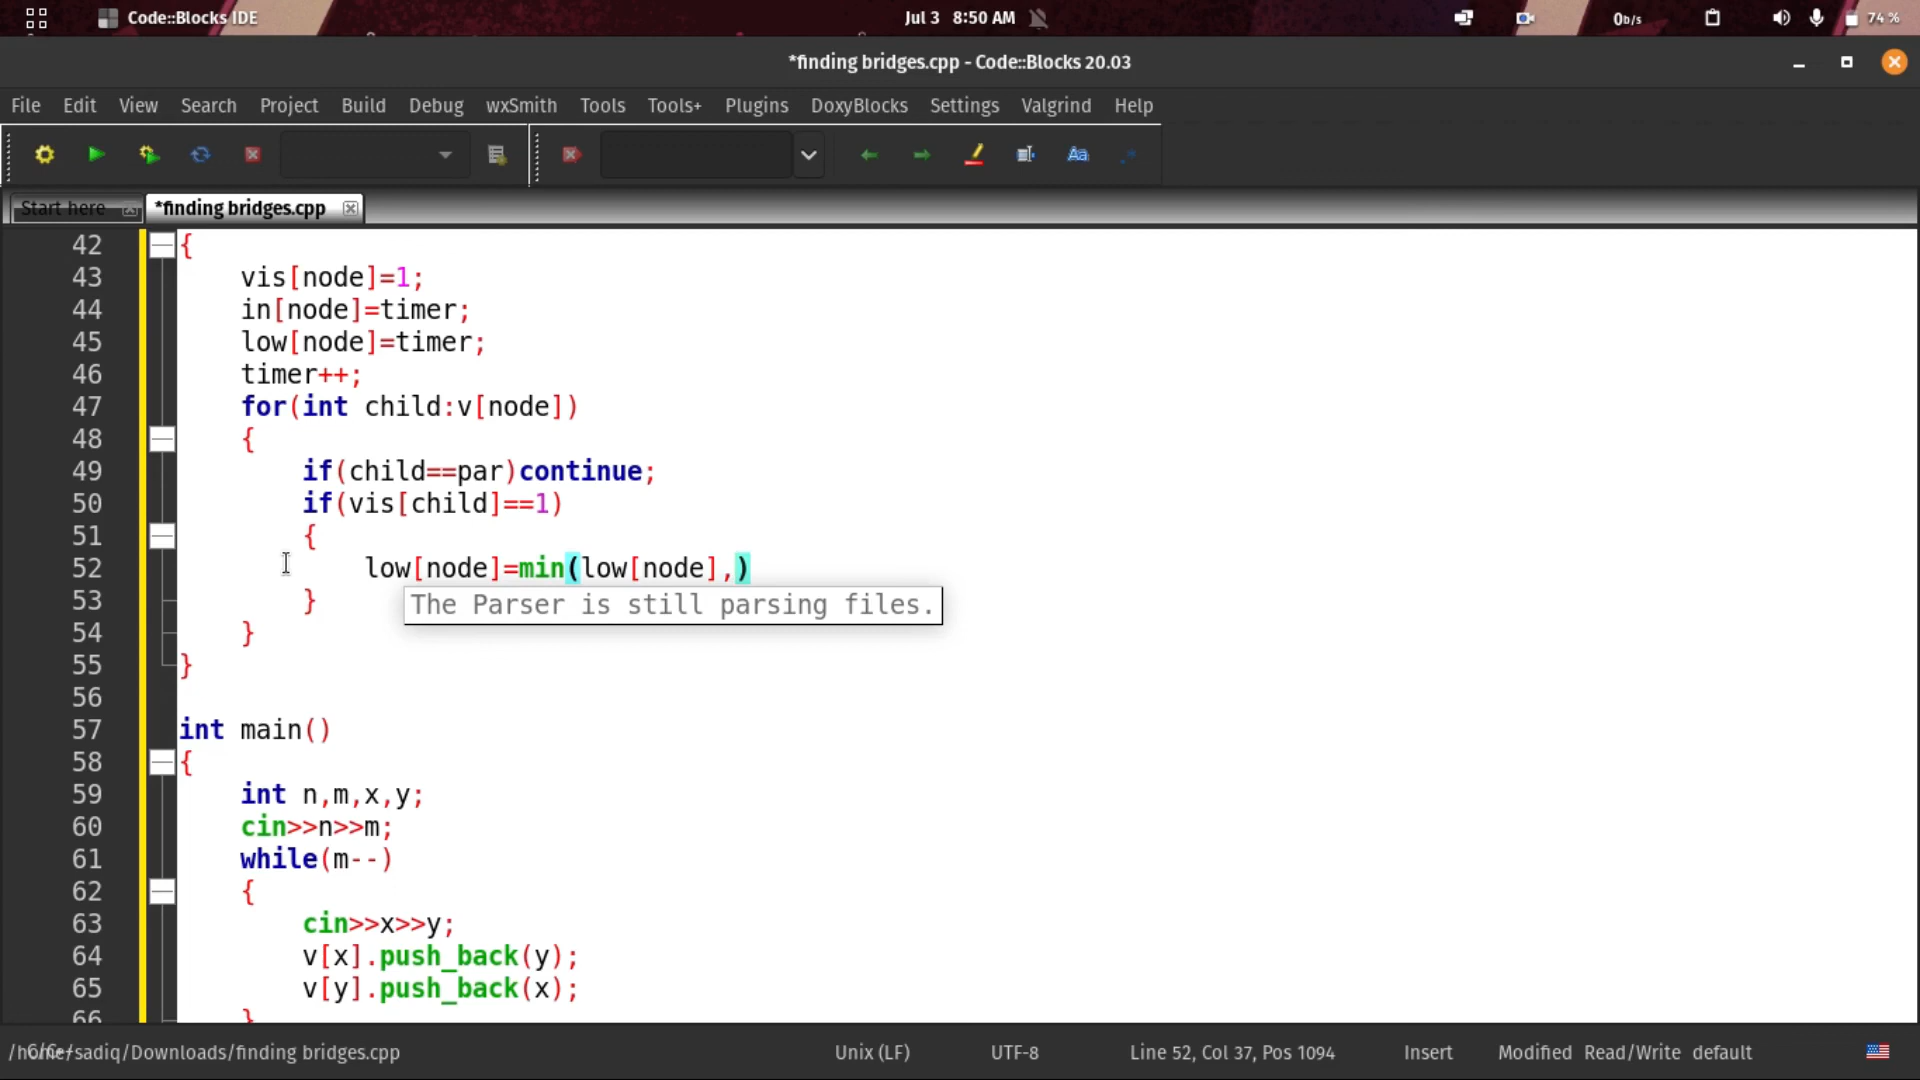 Code::Blocks IDE
Jul 3 8:50 AM
0b/s
74 %
*finding bridges.cpp - Code::Blocks 20.03
File Edit View Search Project Build Debug wxSmith Tools Tools+ Plugins DoxyBlocks Settings Valgrind Help
Aa
.*
Start here *finding bridges.cpp
42 {
43 vis[node]=1;
44 in[node]=timer;
45 low[node]=timer;
46 timer++;
47 for(int child:v[node])
48 {
49 if(child==par)continue;
50 if(vis[child]==1)
51 {
52 low[node]=min(low[node],)
The Parser is still parsing files.
53 }
54 }
55 }
56
57 int main()
58 {
59 int n,m,x,y;
60 cin>>n>>m;
61 while(m--)
62 {
63 cin>>x>>y;
64 v[x].push_back(y);
65 v[y].push_back(x);
66 }
/home/sadiq/Downloads/finding bridges.cpp Unix (LF) UTF-8 Line 52, Col 37, Pos 1094 Insert Modified Read/Write default